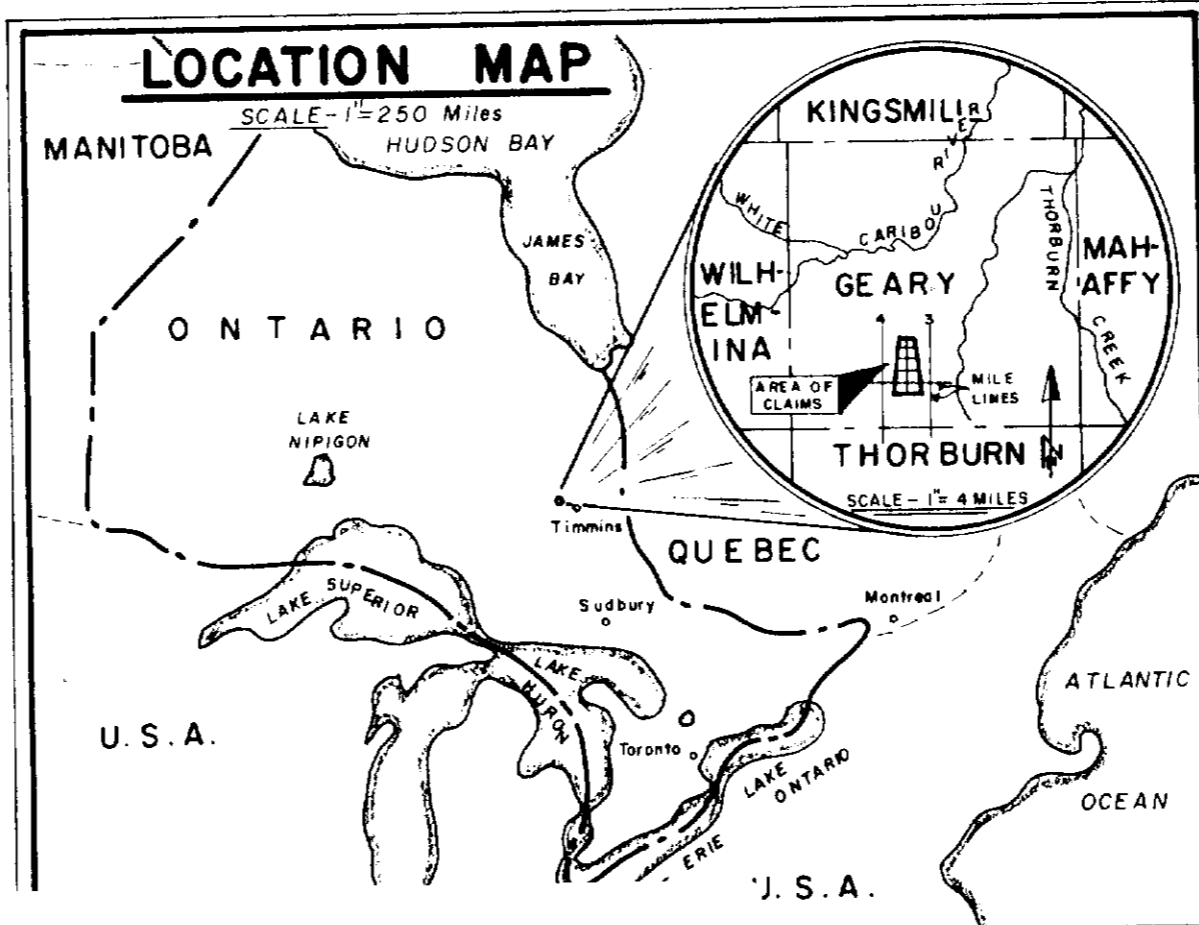 LOCATION MAP
SCALE - 1"=250 Miles
MANITOBA
HUDSON BAY
JAMES
BAY
ONTARIO
LAKE
NIPIGON
Timmins
QUEBEC
Sudbury
Montreal
LAKE SUPERIOR
LAKE
HURON
Toronto
LAKE
ONTARIO
ERIE
U.S.A.
ATLANTIC
OCEAN
U.S.A.
KINGSMILL
RIVER
WHITE
CARIBOU
THORBURN
CREEK
WILH-
ELM-
INA
GEARY
MAH-
AFFY
4
3
AREA OF
CLAIMS
MILE
LINES
THORBURN
N
SCALE - 1"= 4 MILES